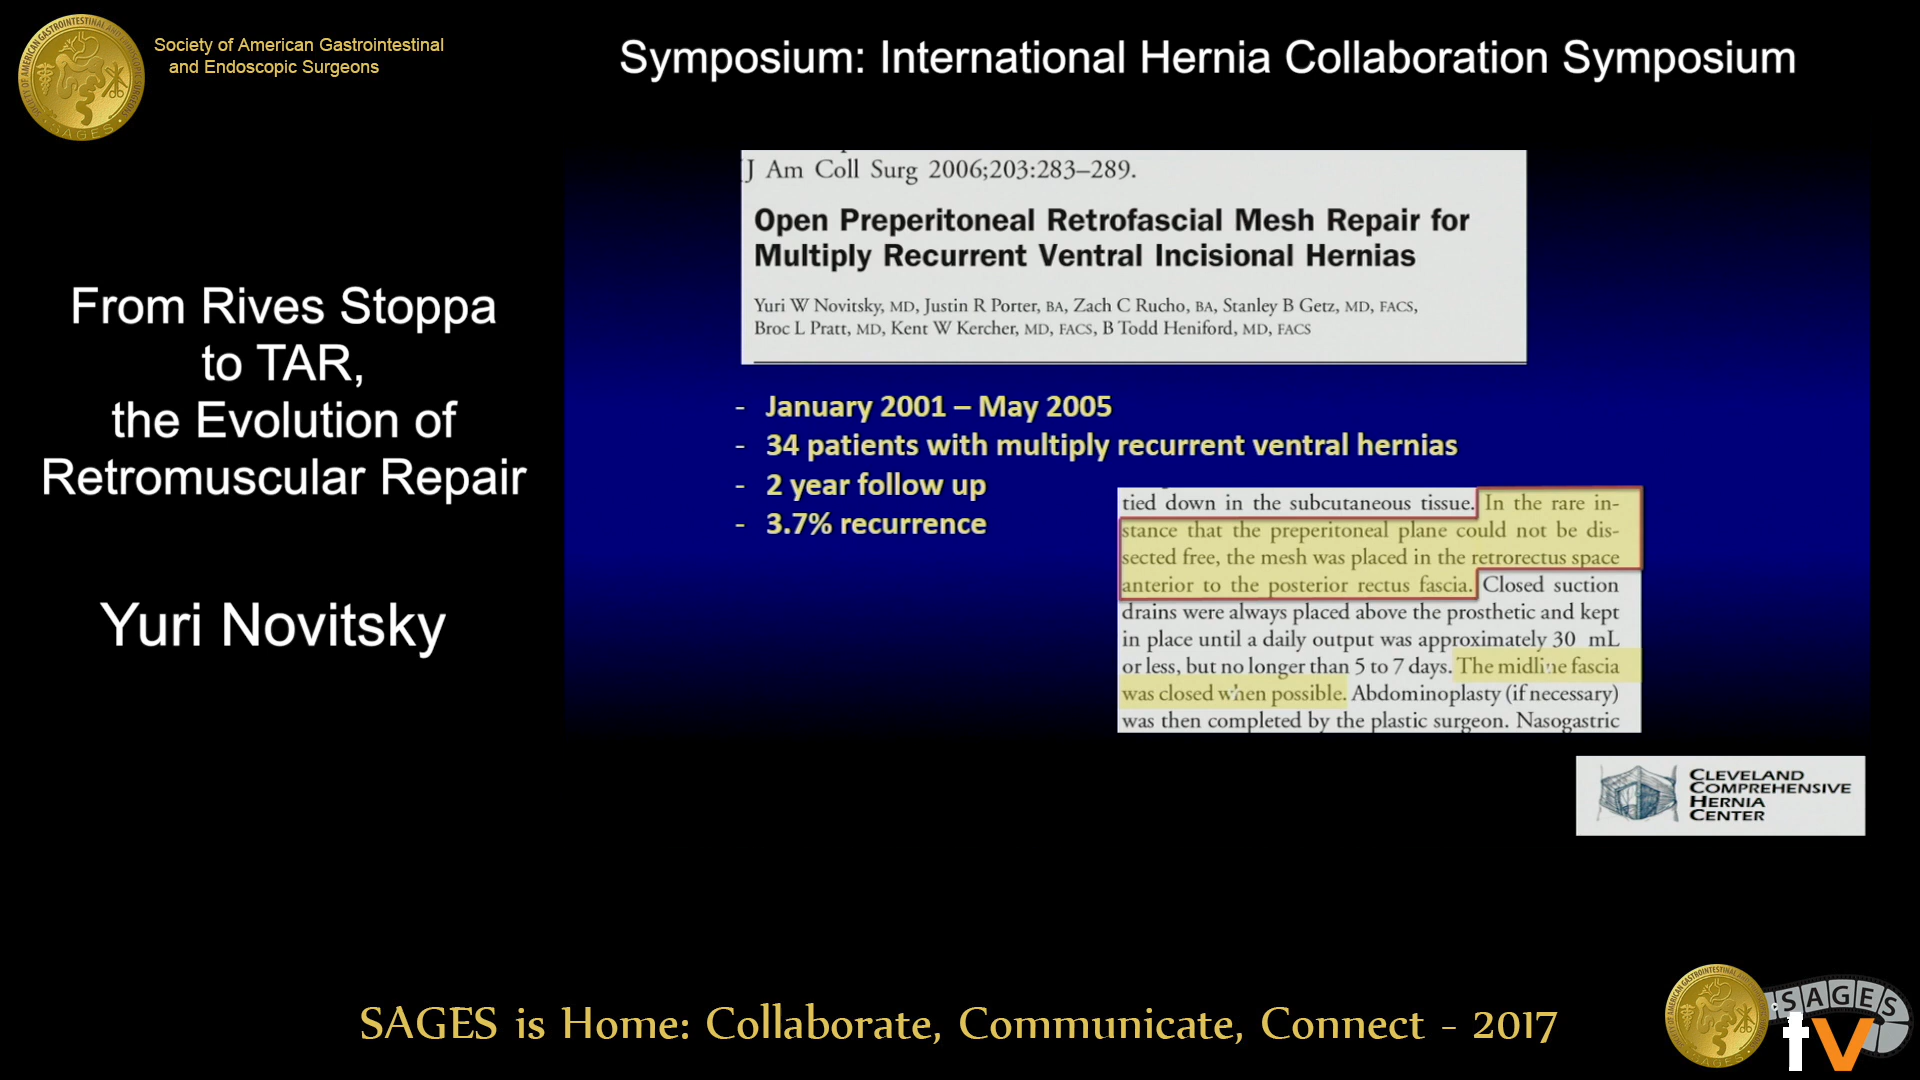 Society of American Gastrointestinal
and Endoscopic Surgeons
Symposium: International Hernia Collaboration Symposium
From Rives Stoppa
to TAR,
the Evolution of
Retromuscular Repair
Yuri Novitsky
J Am Coll Surg 2006;203:283–289.
Open Preperitoneal Retrofascial Mesh Repair for
Multiply Recurrent Ventral Incisional Hernias
Yuri W Novitsky, MD, Justin R Porter, BA, Zach C Rucho, BA, Stanley B Getz, MD, FACS,
Broc L Pratt, MD, Kent W Kercher, MD, FACS, B Todd Heniford, MD, FACS
- January 2001 – May 2005
- 34 patients with multiply recurrent ventral hernias
- 2 year follow up
- 3.7% recurrence
tied down in the subcutaneous tissue. In the rare in-
stance that the preperitoneal plane could not be dis-
sected free, the mesh was placed in the retrorectus space
anterior to the posterior rectus fascia. Closed suction
drains were always placed above the prosthetic and kept
in place until a daily output was approximately 30 mL
or less, but no longer than 5 to 7 days. The midline fascia
was closed when possible. Abdominoplasty (if necessary)
was then completed by the plastic surgeon. Nasogastric
CLEVELAND
COMPREHENSIVE
HERNIA
CENTER
SAGES is Home: Collaborate, Communicate, Connect - 2017
SAGES
tv